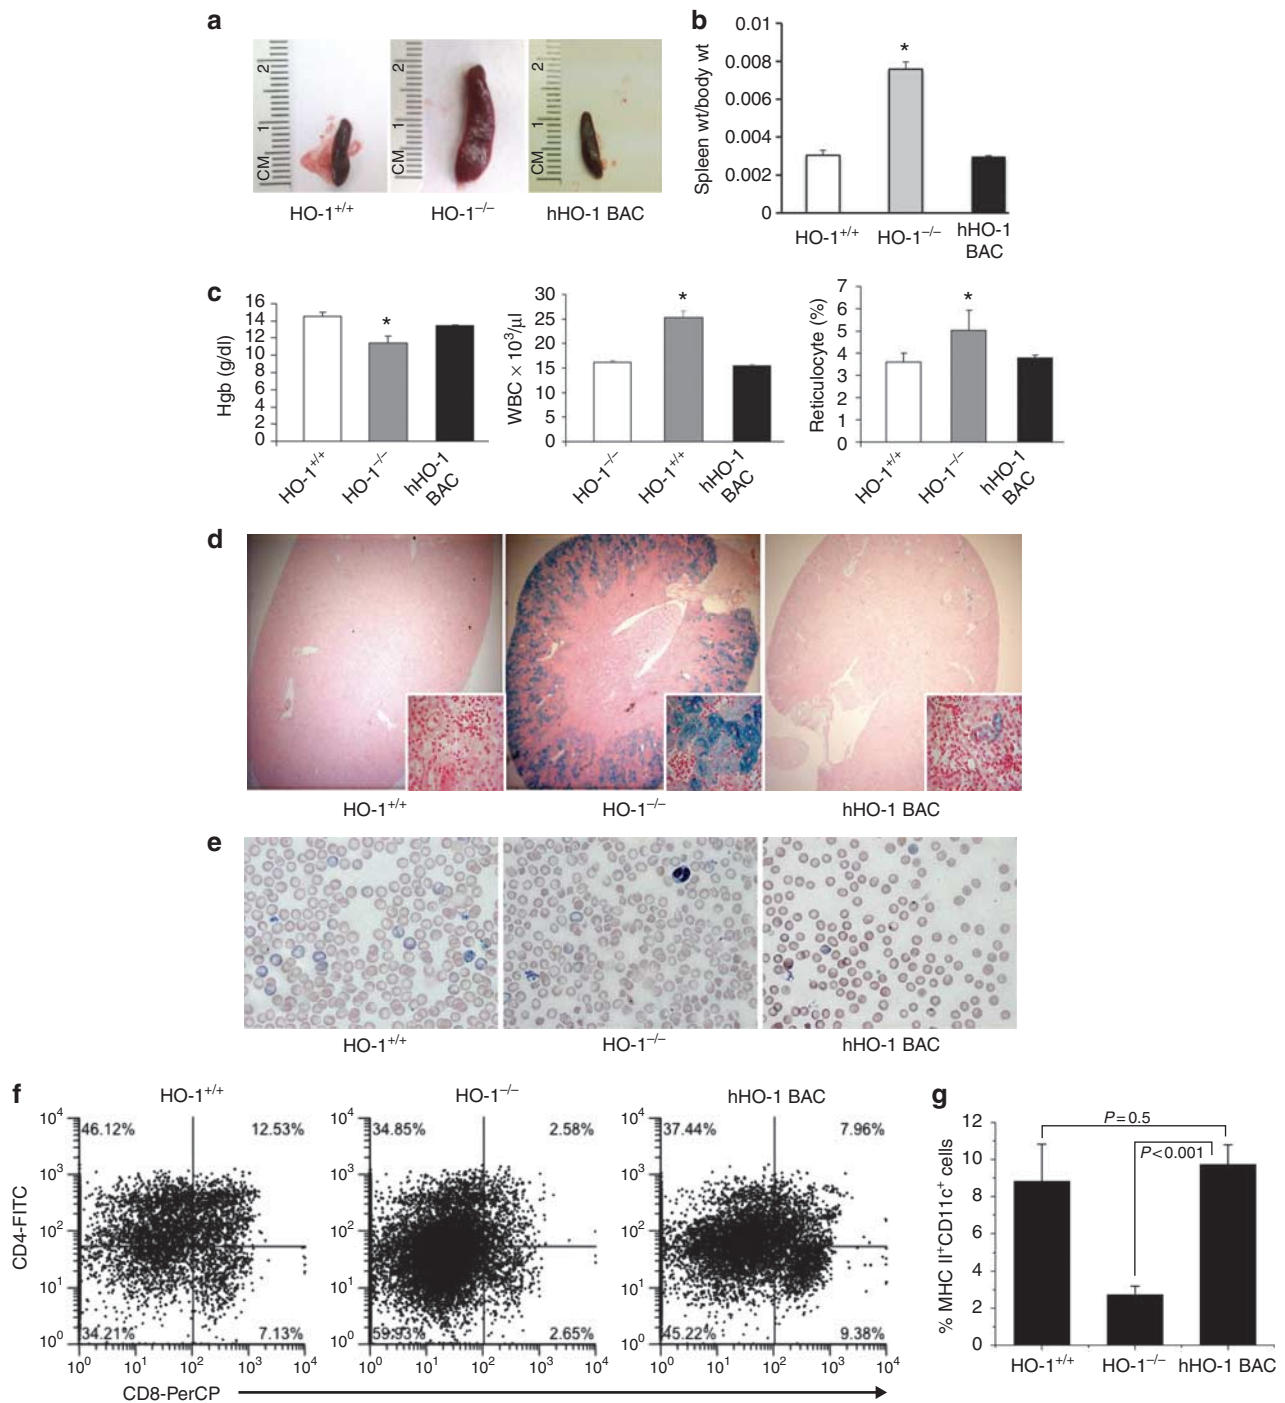 a
CM 1 2
CM 1 2
CM 1 2
HO-1+/+ HO-1−/− hHO-1 BAC
b
Spleen wt/body wt
0.01
0.008
0.006
0.004
0.002
0
HO-1+/+ HO-1−/− hHO-1
BAC
*
c
Hgb (g/dl)
16
14
12
10
8
6
4
2
0
*
HO-1+/+ HO-1−/− hHO-1
BAC
WBC × 10³/µl
30
25
20
15
10
5
0
*
HO-1−/− HO-1+/+ hHO-1
BAC
Reticulocyte (%)
7
6
5
4
3
2
1
0
*
HO-1+/+ HO-1−/− hHO-1
BAC
d
HO-1+/+ HO-1−/− hHO-1 BAC
e
HO-1+/+ HO-1−/− hHO-1 BAC
f
HO-1+/+ HO-1−/− hHO-1 BAC
CD4-FITC
10⁴
10³
10²
10¹
10⁰
46.12% 12.53%
34.21% 7.13%
10⁰ 10¹ 10² 10³ 10⁴
10⁴
10³
10²
10¹
10⁰
34.85% 2.58%
59.93% 2.65%
10⁰ 10¹ 10² 10³ 10⁴
10⁴
10³
10²
10¹
10⁰
37.44% 7.96%
45.22% 9.38%
10⁰ 10¹ 10² 10³ 10⁴
CD8-PerCP
g
% MHC II+CD11c+ cells
12
10
8
6
4
2
0
P=0.5
P<0.001
HO-1+/+ HO-1−/− hHO-1 BAC